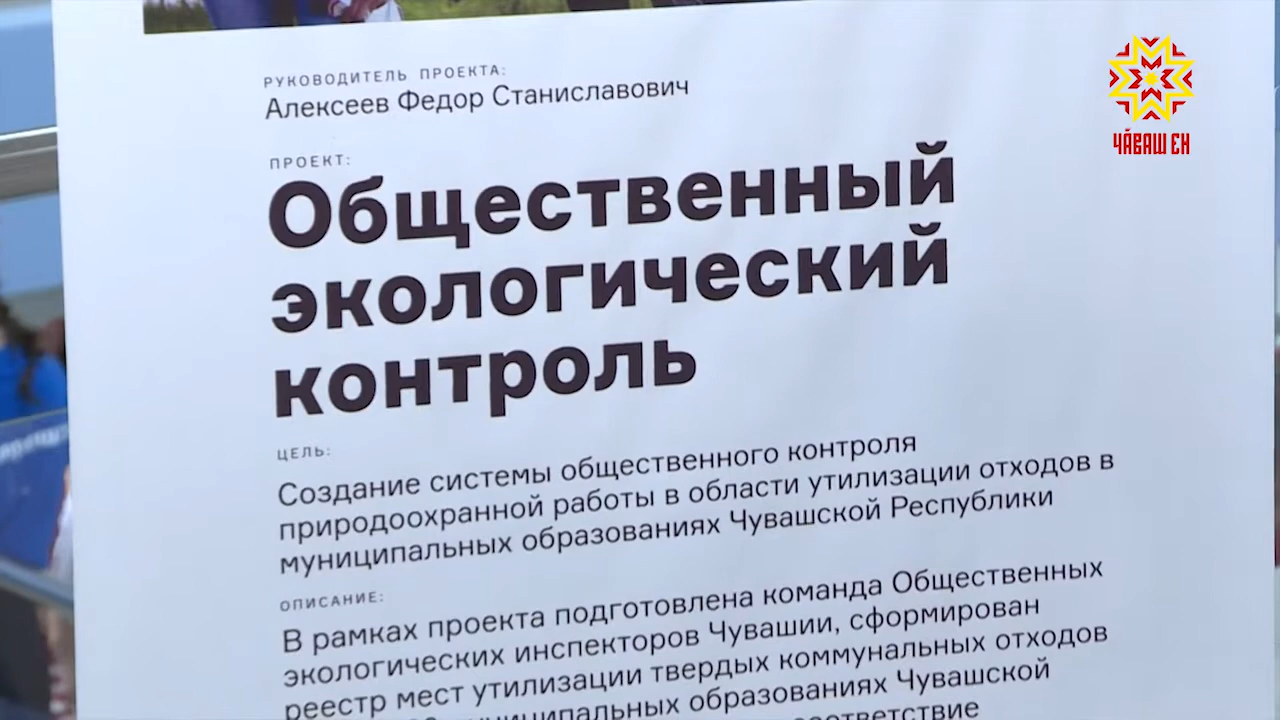 РУКОВОДИТЕЛЬ ПРОЕКТА:
Алексеев Федор Станиславович
ПРОЕКТ:
Общественный
экологический
контроль
ЦЕЛЬ:
Создание системы общественного контроля
природоохранной работы в области утилизации отходов в
муниципальных образованиях Чувашской Республики
ОПИСАНИЕ:
В рамках проекта подготовлена команда Общественных
экологических инспекторов Чувашии, сформирован
реестр мест утилизации твердых коммунальных отходов
муниципальных образованиях Чувашской
соответствие
ЧӐВАШ ЕН